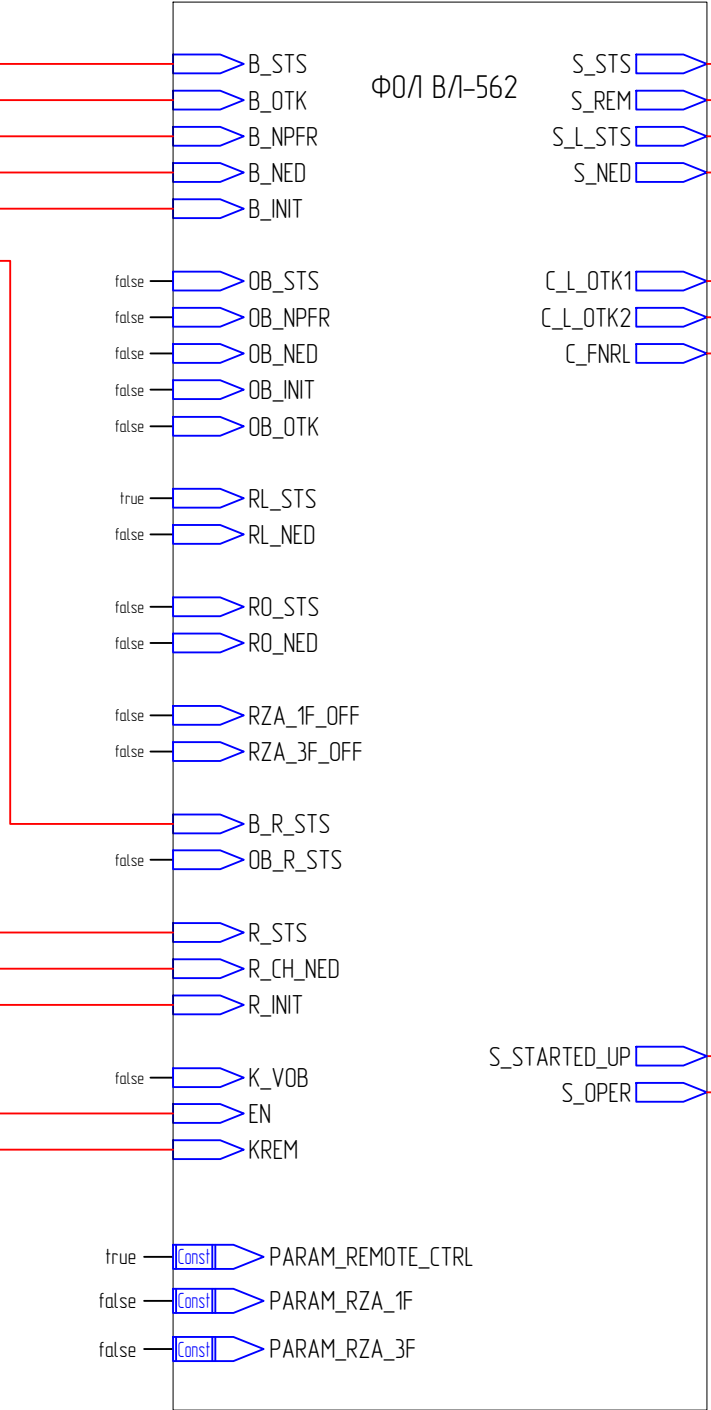 B_STS ФОЛ ВЛ-562 S_STS
B_OTK S_REM
B_NPFR S_L_STS
B_NED S_NED
B_INIT
false OB_STS C_L_OTK1
false OB_NPFR C_L_OTK2
false OB_NED C_FNRL
false OB_INIT
false OB_OTK
true RL_STS
false RL_NED
false RO_STS
false RO_NED
false RZA_1F_OFF
false RZA_3F_OFF
B_R_STS
false OB_R_STS
R_STS
R_CH_NED
R_INIT
S_STARTED_UP
false K_VOB
S_OPER
EN
KREM
true Const PARAM_REMOTE_CTRL
false Const PARAM_RZA_1F
false Const PARAM_RZA_3F